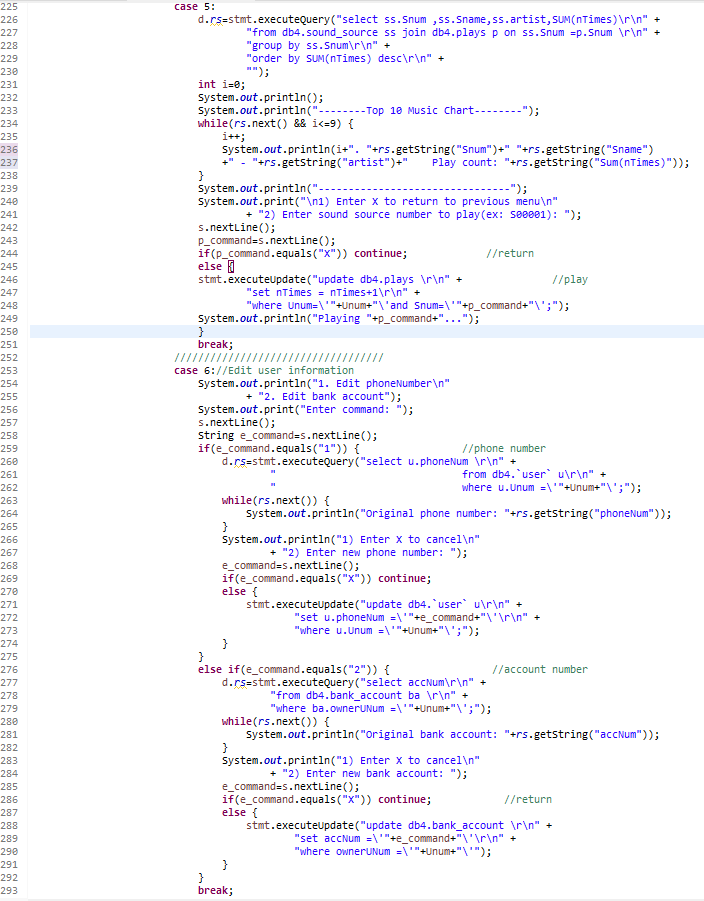 225 case 5:
226 d.rs=stmt.executeQuery("select ss.Snum ,ss.Sname,ss.artist,SUM(nTimes)\r\n" +
227 "from db4.sound_source ss join db4.plays p on ss.Snum =p.Snum \r\n" +
228 "group by ss.Snum\r\n" +
229 "order by SUM(nTimes) desc\r\n" +
230 "");
231 int i=0;
232 System.out.println();
233 System.out.println("--------Top 10 Music Chart--------");
234 while(rs.next() && i<=9) {
235 i++;
236 System.out.println(i+". "+rs.getString("Snum")+" "+rs.getString("Sname")
237 +" - "+rs.getString("artist")+"    Play count: "+rs.getString("Sum(nTimes)"));
238 }
239 System.out.println("--------------------------------");
240 System.out.print("\n1) Enter X to return to previous menu\n"
241 + "2) Enter sound source number to play(ex: S00001): ");
242 s.nextLine();
243 p_command=s.nextLine();
244 if(p_command.equals("X")) continue; //return
245 else {
246 stmt.executeUpdate("update db4.plays \r\n" + //play
247 "set nTimes = nTimes+1\r\n" +
248 "where Unum=\'"+Unum+"\'and Snum=\'"+p_command+"\';");
249 System.out.println("Playing "+p_command+"...");
250 }
251 break;
252 ///////////////////////////////////
253 case 6://Edit user information
254 System.out.println("1. Edit phoneNumber\n"
255 + "2. Edit bank account");
256 System.out.print("Enter command: ");
257 s.nextLine();
258 String e_command=s.nextLine();
259 if(e_command.equals("1")) { //phone number
260 d.rs=stmt.executeQuery("select u.phoneNum \r\n" +
261 " from db4.`user` u\r\n" +
262 " where u.Unum =\'"+Unum+"\';");
263 while(rs.next()) {
264 System.out.println("Original phone number: "+rs.getString("phoneNum"));
265 }
266 System.out.println("1) Enter X to cancel\n"
267 + "2) Enter new phone number: ");
268 e_command=s.nextLine();
269 if(e_command.equals("X")) continue;
270 else {
271 stmt.executeUpdate("update db4.`user` u\r\n" +
272 "set u.phoneNum =\'"+e_command+"\'\r\n" +
273 "where u.Unum =\'"+Unum+"\';");
274 }
275 }
276 else if(e_command.equals("2")) { //account number
277 d.rs=stmt.executeQuery("select accNum\r\n" +
278 "from db4.bank_account ba \r\n" +
279 "where ba.ownerUNum =\'"+Unum+"\';");
280 while(rs.next()) {
281 System.out.println("Original bank account: "+rs.getString("accNum"));
282 }
283 System.out.println("1) Enter X to cancel\n"
284 + "2) Enter new bank account: ");
285 e_command=s.nextLine();
286 if(e_command.equals("X")) continue; //return
287 else {
288 stmt.executeUpdate("update db4.bank_account \r\n" +
289 "set accNum =\'"+e_command+"\'\r\n" +
290 "where ownerUNum =\'"+Unum+"\'");
291 }
292 }
293 break;